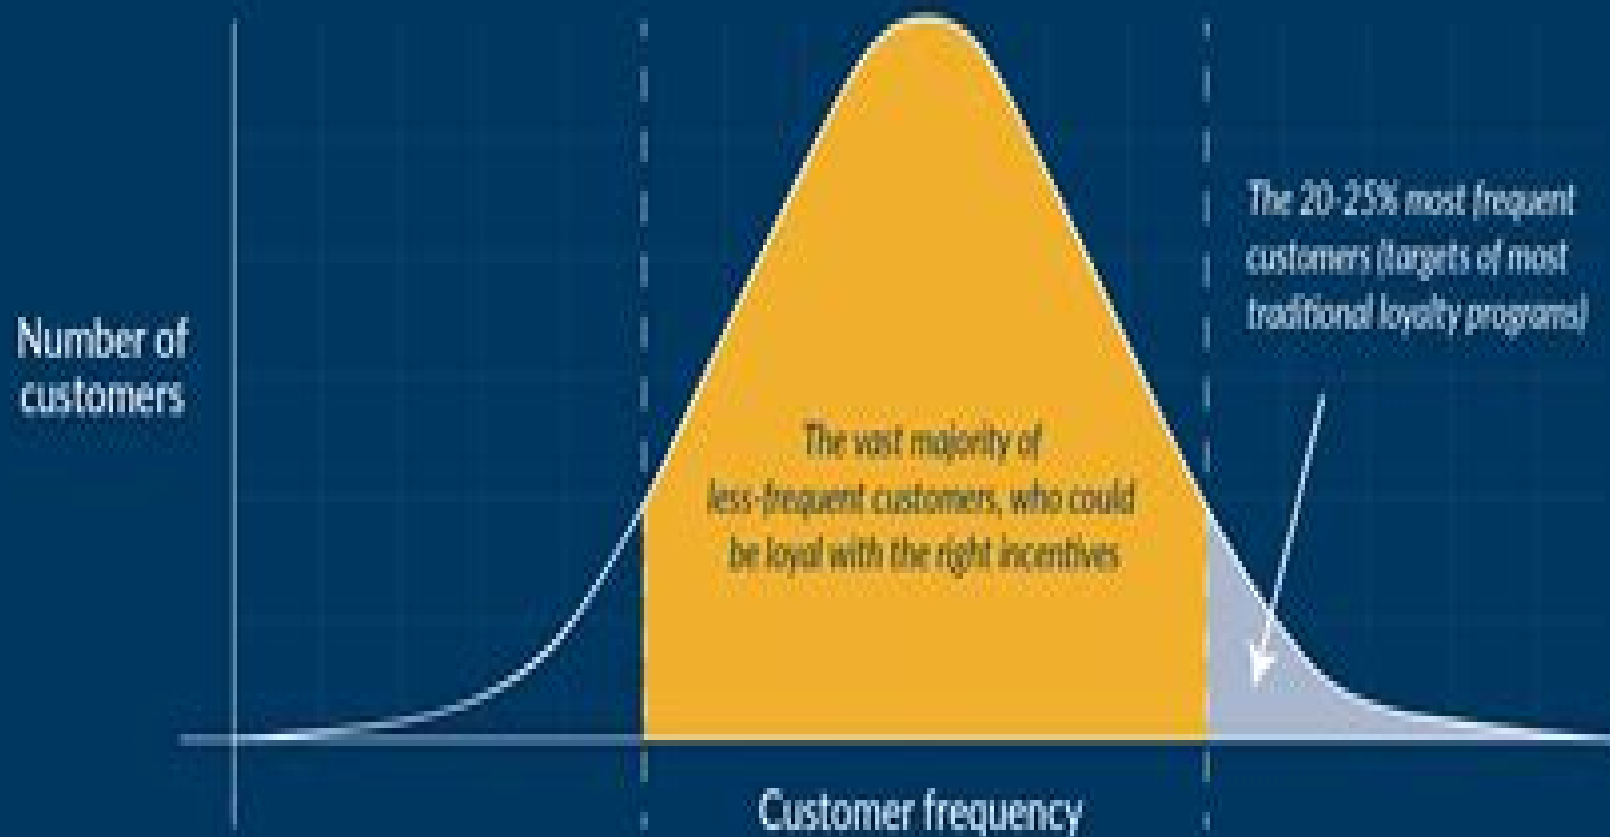 Number of
customers
The 20-25% most frequent
customers (targets of most
traditional loyalty programs)
The vast majority of
less-frequent customers, who could
be loyal with the right incentives
Customer frequency